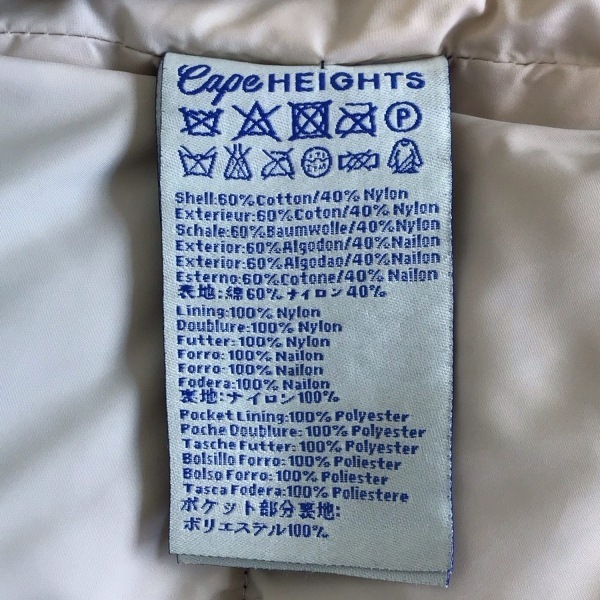 Cape HEIGHTS
P
Shell:60%Cotton/40% Nylon
Exterieur:60%Coton/40% Nylon
Schale:60%Baumwolle/40% Nylon
Exterior:60%Algodon/40% Nailon
Exterior:60%Algodao/40% Nailon
Esterno:60%Cotone/40% Nailon
表地:綿60%ナイロン40%
Lining:100% Nylon
Doublure:100% Nylon
Futter:100% Nylon
Forro:100% Nailon
Forro:100% Nailon
Fodera:100% Nailon
裏地:ナイロン100%
Pocket Lining:100% Polyester
Poche Doublure:100% Polyester
Tasche Futter:100% Polyester
Bolsillo Forro:100% Poliester
Bolso Forro:100% Poliester
Tasca Fodera:100% Poliestere
ポケット部分裏地:
ポリエステル100%